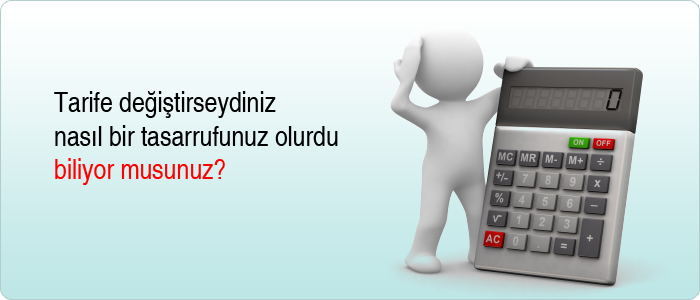 Tarife değiştirseydiniz
nasıl bir tasarrufunuz olurdu
biliyor musunuz?
0
ON OFF
MC MR M- M+ ÷
+/- 7 8 9 x
% 4 5 6 –
√ 1 2 3 +
AC 0 . =